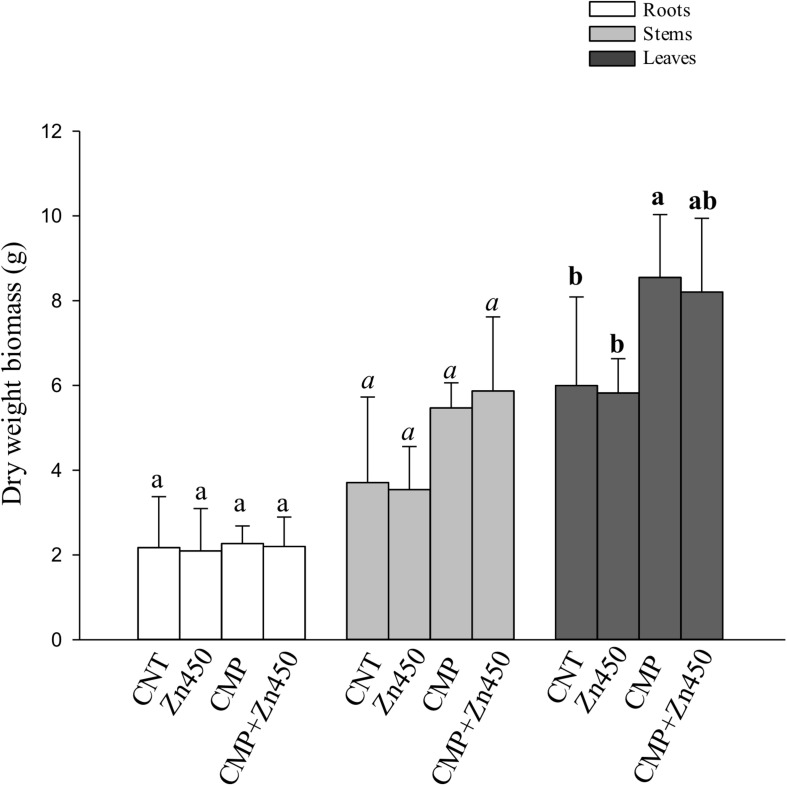 Roots
Stems
Leaves
Dry weight biomass (g)
12
10
8
6
4
2
0
a a a a
a a a a
b b a ab
CNT Zn450 CMP CMP+Zn450
CNT Zn450 CMP CMP+Zn450
CNT Zn450 CMP CMP+Zn450